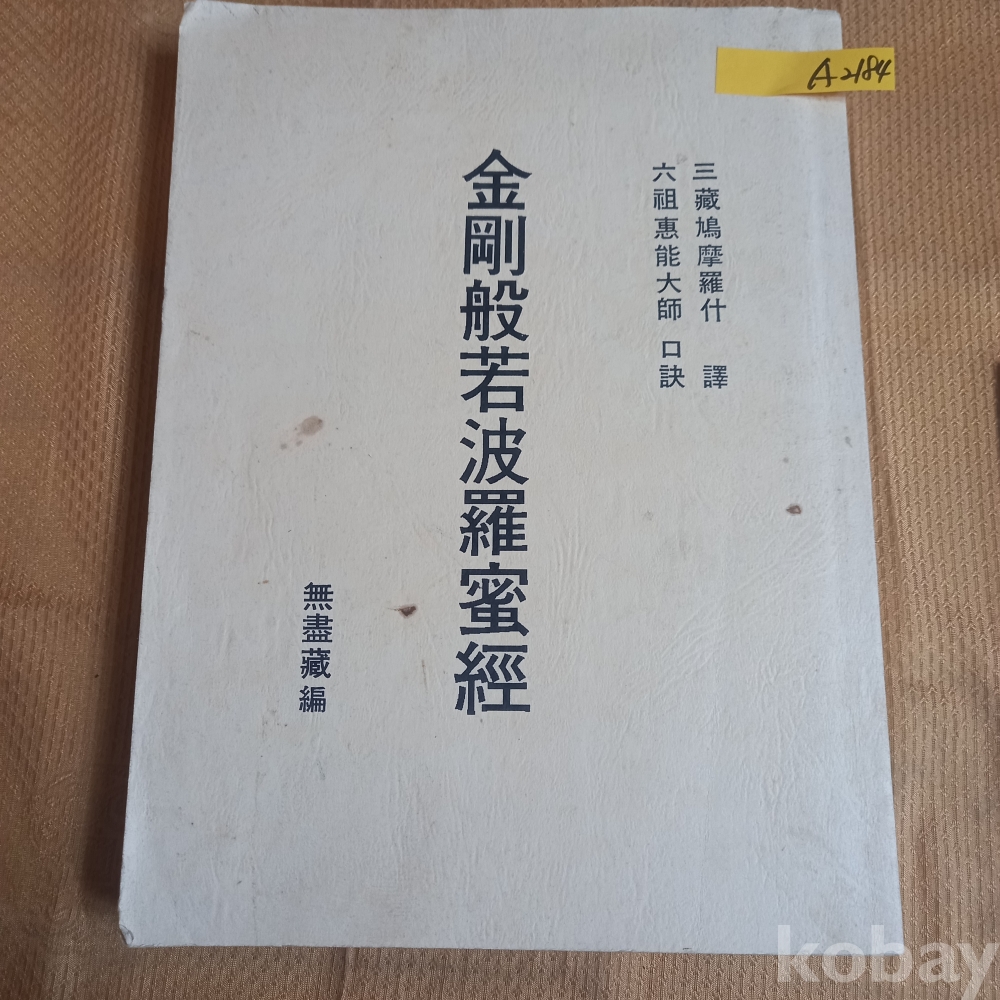 A2184
三藏鳩摩羅什 譯
六祖惠能大師 口訣
金剛般若波羅蜜經
無盡藏編
kobay